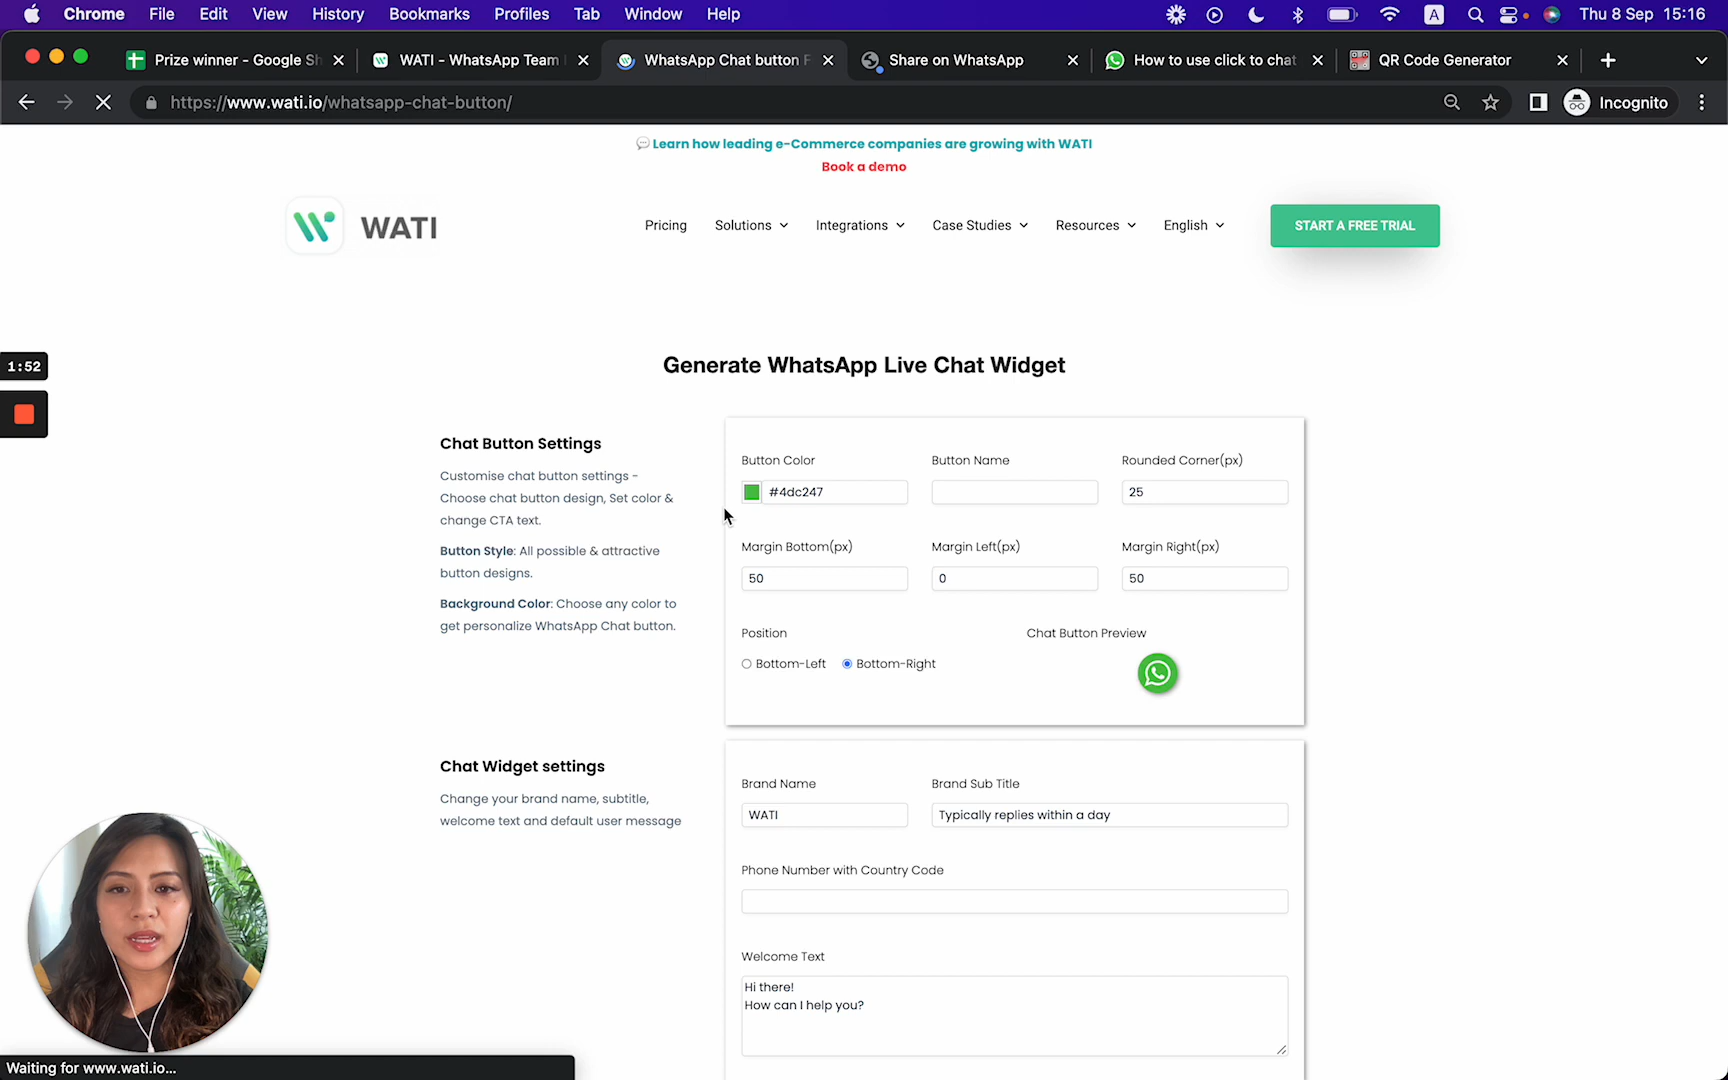 Chrome File Edit View History Bookmarks Profiles Tab Window Help A Thu 8 Sep 15:16
Prize winner - Google Sh WATI - WhatsApp Team WhatsApp Chat button F Share on WhatsApp How to use click to chat QR Code Generator
https://www.wati.io/whatsapp-chat-button/ Incognito
Learn how leading e-Commerce companies are growing with WATI
Book a demo
WATI Pricing Solutions Integrations Case Studies Resources English START A FREE TRIAL
1:52
Generate WhatsApp Live Chat Widget
Chat Button Settings
Customise chat button settings -
Choose chat button design, Set color &
change CTA text.
Button Style: All possible & attractive
button designs.
Background Color: Choose any color to
get personalize WhatsApp Chat button.
Button Color Button Name Rounded Corner(px)
#4dc247 25
Margin Bottom(px) Margin Left(px) Margin Right(px)
50 0 50
Position Chat Button Preview
Bottom-Left Bottom-Right
Chat Widget settings
Change your brand name, subtitle,
welcome text and default user message
Brand Name Brand Sub Title
WATI Typically replies within a day
Phone Number with Country Code
Welcome Text
Hi there!
How can I help you?
Waiting for www.wati.io...